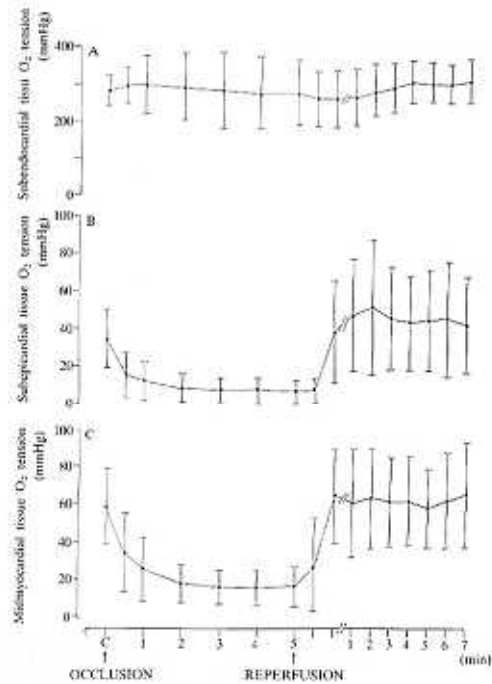 A
Subendocardial tissue O₂ tension
(mmHg)
400
200
0
B
Subepicardial tissue O₂ tension
(mmHg)
100
80
60
40
20
0
C
Midmyocardial tissue O₂ tension
(mmHg)
100
80
60
40
20
0
C 1 2 3 4 5 1 2 3 4 5 6 7
(min)
OCCLUSION REPERFUSION